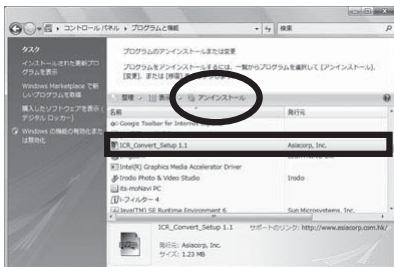 コントロール パネル ▸ プログラムと機能
検索
タスク
インストールされた更新プログラムを表示
Windows Marketplace で新しいプログラムを取得
購入したソフトウェアを表示 (デジタル ロッカー)
Windows の機能の有効化または無効化
プログラムのアンインストールまたは変更
プログラムをアンインストールするには、一覧からプログラムを選択して [アンインストール]、
[変更]、または [修復]
整理
アンインストール
名前
発行元
Google Toolbar for
ICR_Convert_Setup 1.1 Asiacorp, Inc.
Intel(R) Graphics Media Accelerator Driver
Irodio Photo & Video Studio Irodio
its-moNavi PC
i-フィルター 4
Java(TM) SE Runtime Environment 6 Sun Microsystems, Inc.
ICR_Convert_Setup 1.1 サポートのリンク: http://www.asiacorp.com.hk/
発行元: Asiacorp, Inc.
サイズ: 1.23 MB